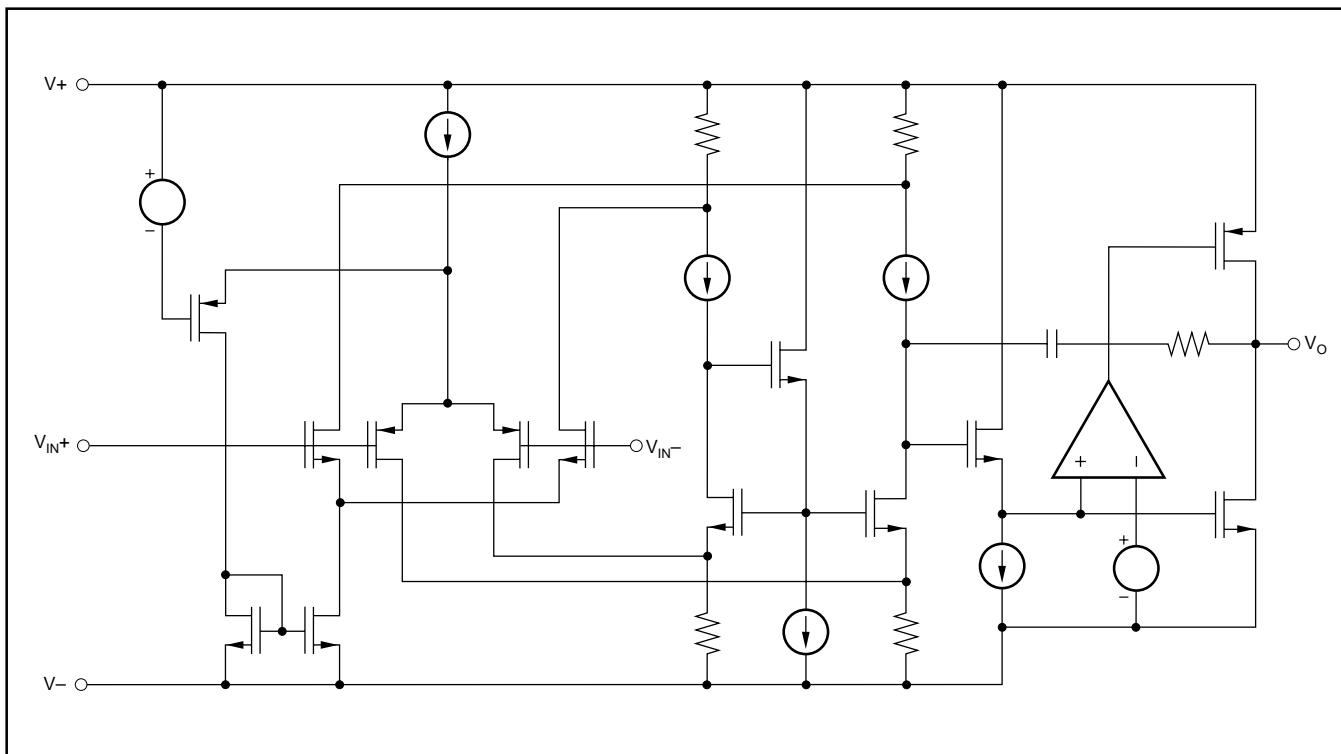 V+
+
–
V_IN+
V_IN–
V_O
+ –
+
–
V–